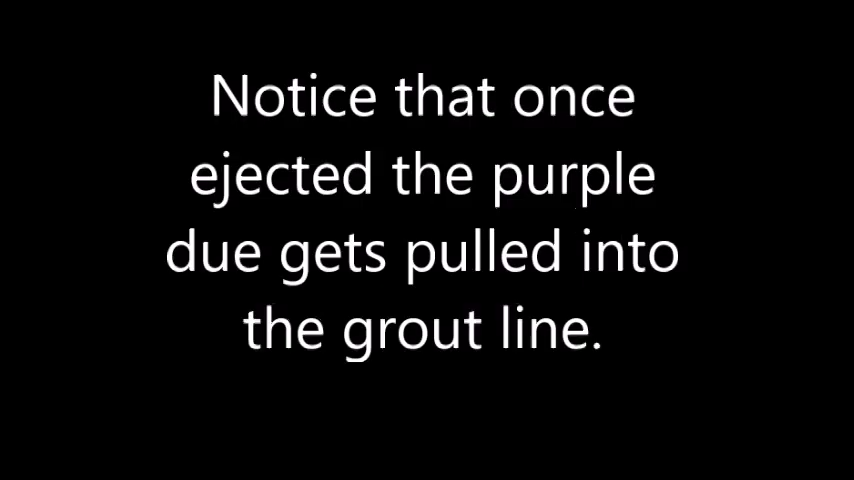 Notice that once
ejected the purple
due gets pulled into
the grout line.